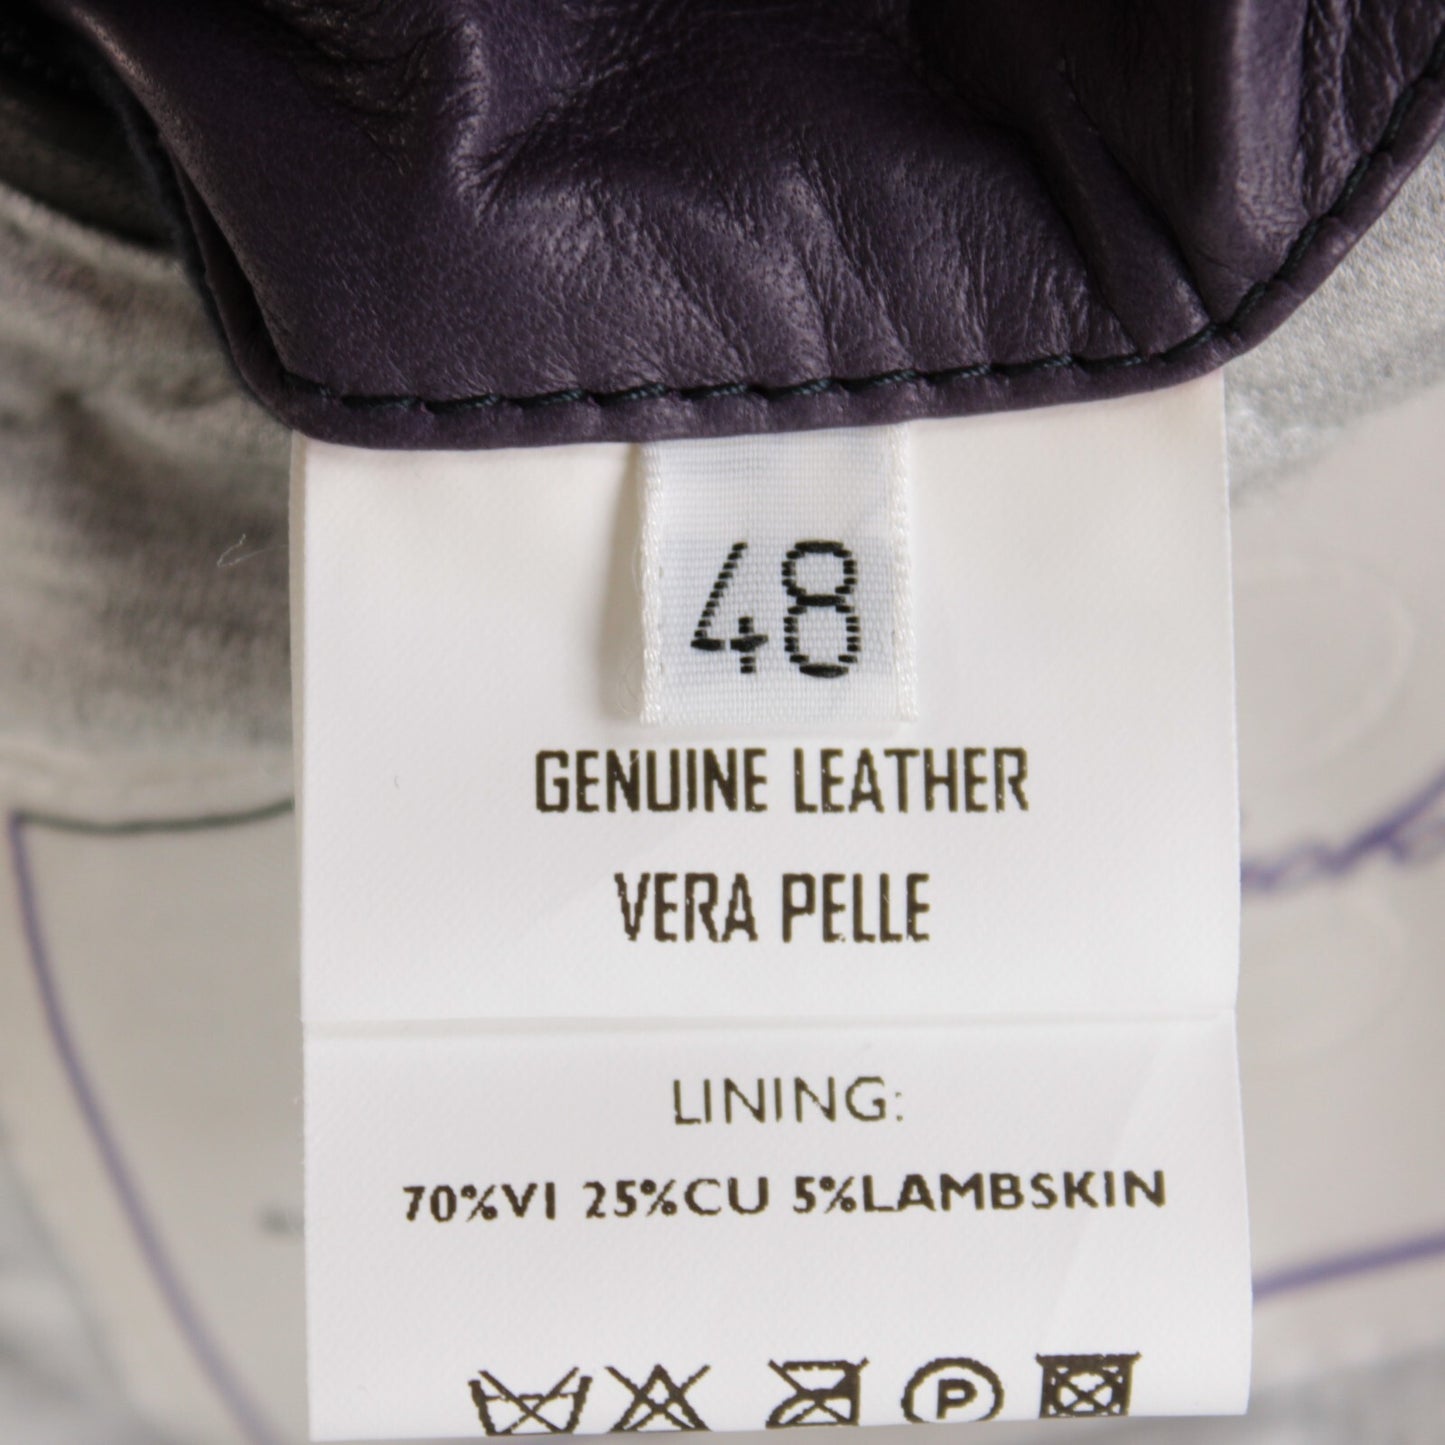 48
GENUINE LEATHER
VERA PELLE
LINING:
70%VI 25%CU 5%LAMBSKIN
P